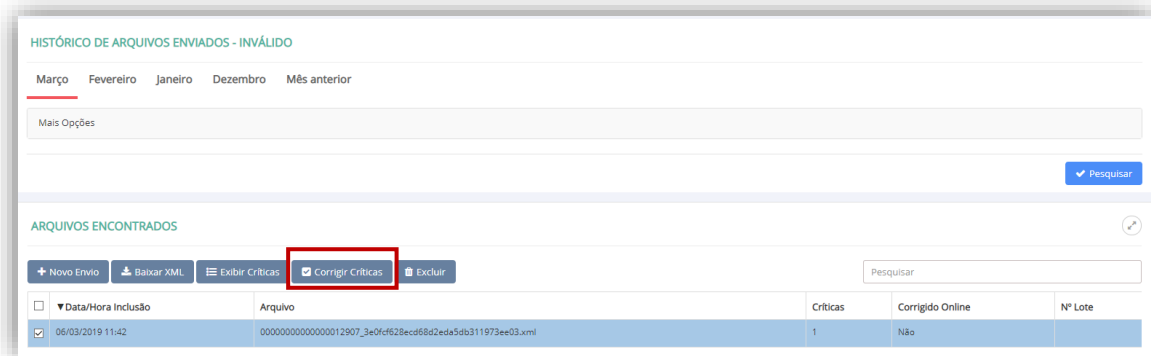 HISTÓRICO DE ARQUIVOS ENVIADOS - INVÁLIDO
Março Fevereiro Janeiro Dezembro Mês anterior
Mais Opções
Pesquisar
ARQUIVOS ENCONTRADOS
Novo Envio Baixar XML Exibir Críticas Corrigir Críticas Excluir Pesquisar
▼Data/Hora Inclusão Arquivo Críticas Corrigido Online Nº Lote
06/03/2019 11:42 00000000000000012907_3e0fcf628ecd68d2eda5db311973ee03.xml 1 Não